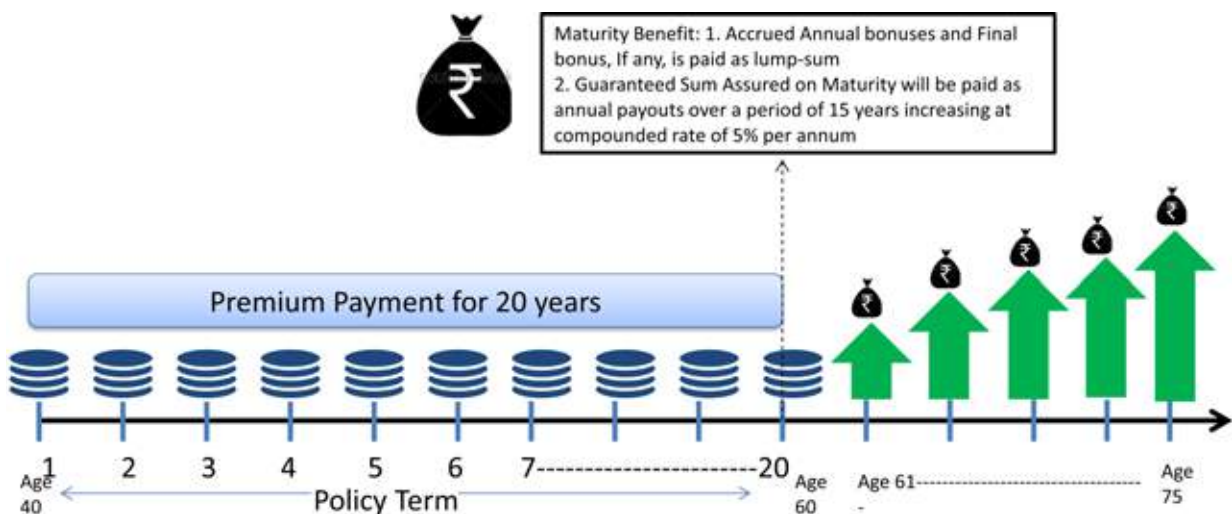 Maturity Benefit: 1. Accrued Annual bonuses and Final
bonus, If any, is paid as lump-sum
2. Guaranteed Sum Assured on Maturity will be paid as
annual payouts over a period of 15 years increasing at
compounded rate of 5% per annum
₹
₹ ₹ ₹ ₹ ₹
Premium Payment for 20 years
1 2 3 4 5 6 7--------------------------20
Age
40
Policy Term
Age
60
Age 61--------------------------
-
Age
75